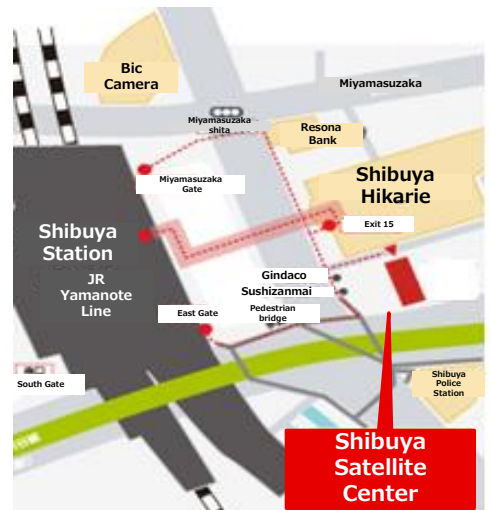 Bic
Camera
Miyamasuzaka
Miyamasuzaka
shita
Resona
Bank
Miyamasuzaka
Gate
Shibuya
Hikarie
Exit 15
Shibuya
Station
JR
Yamanote
Line
Gindaco
Sushizanmai
East Gate
Pedestrian
bridge
South Gate
Shibuya
Police
Station
Shibuya
Satellite
Center